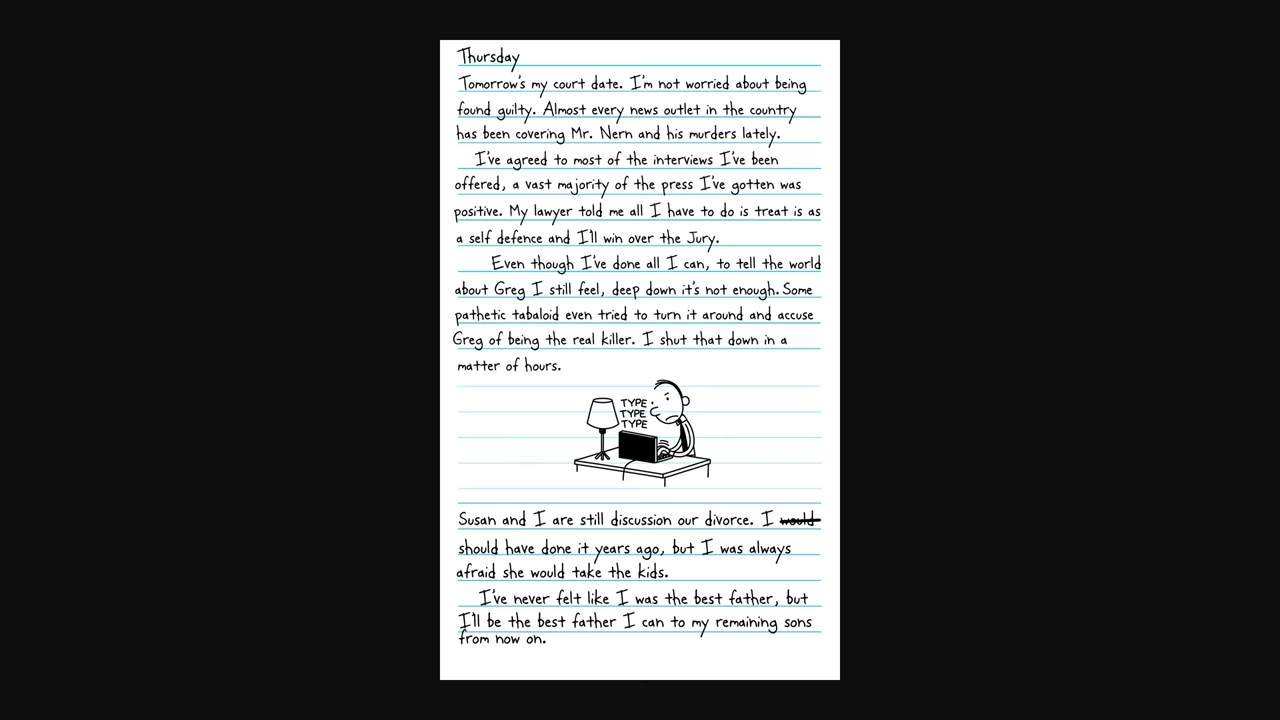 Thursday
Tomorrow's my court date. I'm not worried about being
found guilty. Almost every news outlet in the country
has been covering Mr. Nern and his murders lately.
I've agreed to most of the interviews I've been
offered, a vast majority of the press I've gotten was
positive. My lawyer told me all I have to do is treat is as
a self defence and I'll win over the Jury.
Even though I've done all I can, to tell the world
about Greg I still feel, deep down it's not enough. Some
pathetic tabaloid even tried to turn it around and accuse
Greg of being the real killer. I shut that down in a
matter of hours.
TYPE
TYPE
TYPE
Susan and I are still discussion our divorce. I would
should have done it years ago, but I was always
afraid she would take the kids.
I've never felt like I was the best father, but
I'll be the best father I can to my remaining sons
from now on.